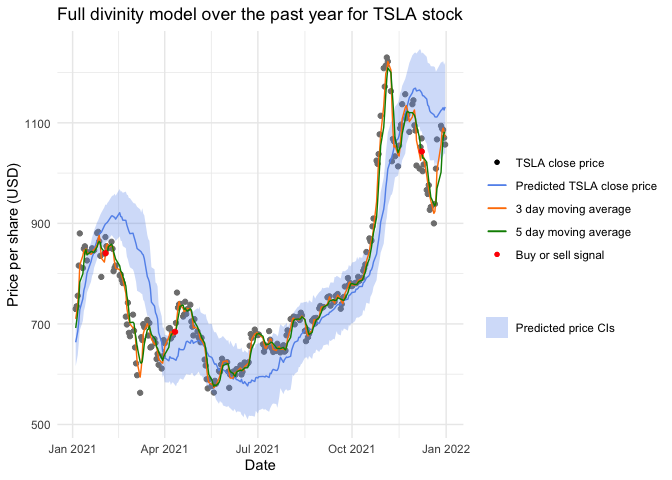 Full divinity model over the past year for TSLA stock
Price per share (USD)
1100
900
700
500
Jan 2021
Apr 2021
Jul 2021
Oct 2021
Jan 2022
Date
TSLA close price
Predicted TSLA close price
3 day moving average
5 day moving average
Buy or sell signal
Predicted price CIs